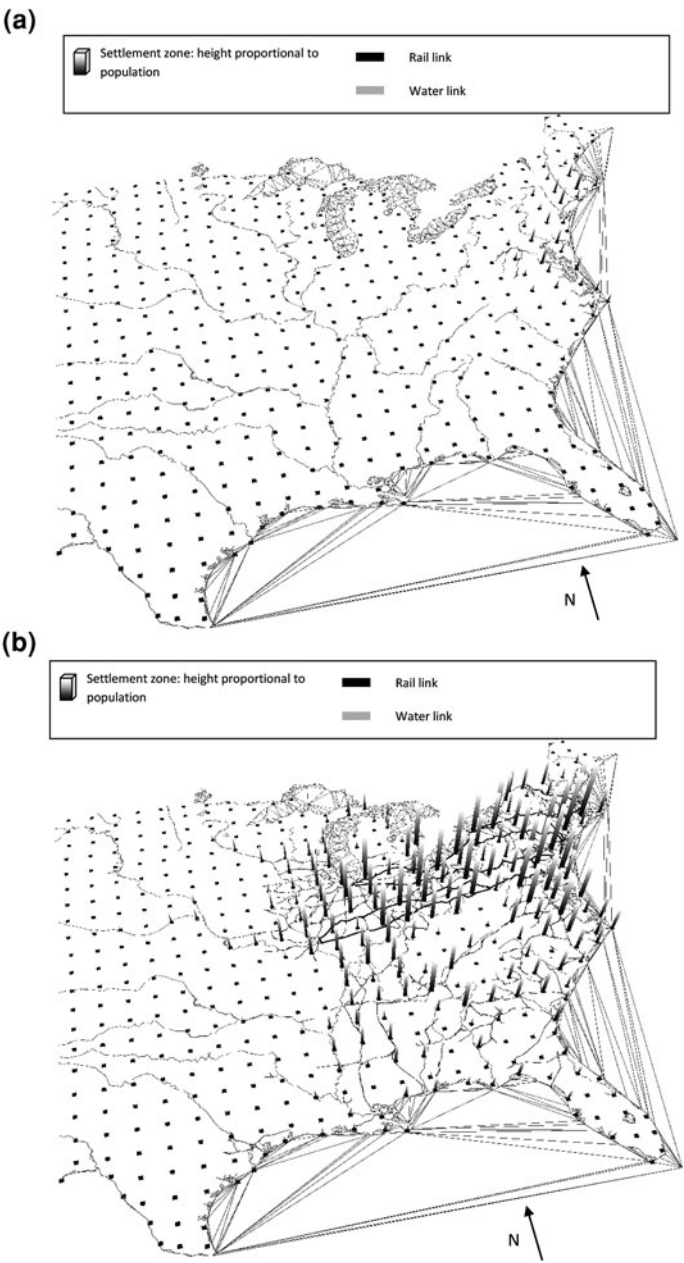 (a)
Settlement zone: height proportional to
population
Rail link
Water link
N
(b)
Settlement zone: height proportional to
population
Rail link
Water link
N